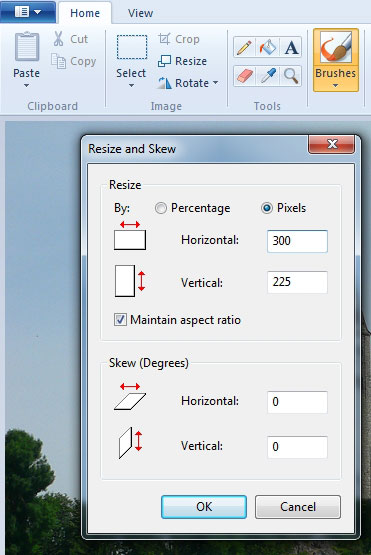 Home View
Paste
Cut
Copy
Clipboard
Select
Crop
Resize
Rotate
Image
A
Tools
Brushes
Resize and Skew
Resize
By: Percentage Pixels
Horizontal: 300
Vertical: 225
Maintain aspect ratio
Skew (Degrees)
Horizontal: 0
Vertical: 0
OK Cancel